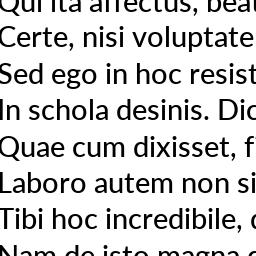 Qui ita affectus, bea
Certe, nisi voluptate
Sed ego in hoc resist
In schola desinis. Dic
Quae cum dixisset, f
Laboro autem non si
Tibi hoc incredibile,
Nam de isto magna